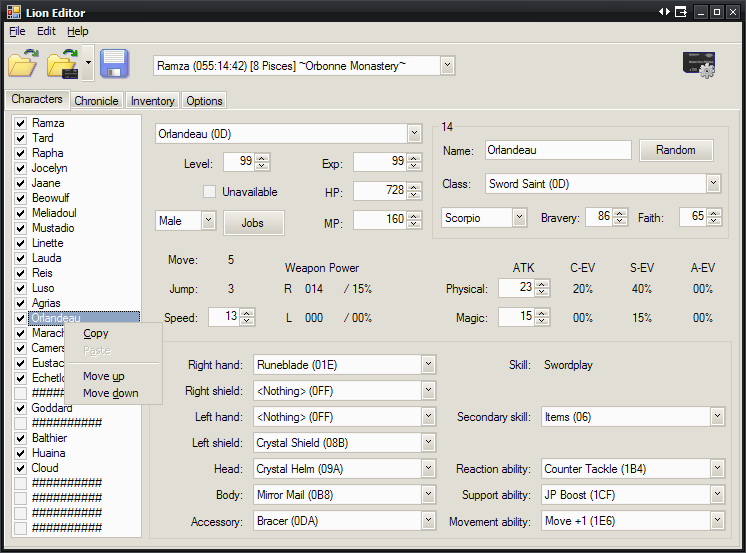 Lion Editor
File Edit Help
Ramza (055:14:42) [8 Pisces] ~Orbonne Monastery~
Characters Chronicle Inventory Options
Ramza
Tard
Rapha
Jocelyn
Jaane
Beowulf
Meliadoul
Mustadio
Linette
Lauda
Reis
Luso
Agrias
Orlandeau
Marach
Camers
Eustac
Echetlo
Goddard
##########
Balthier
Huaina
Cloud
##########
##########
##########
##########
Copy
Paste
Move up
Move down
Orlandeau (0D)
Level: 99 Exp: 99
Unavailable HP: 728
Male Jobs MP: 160
14
Name: Orlandeau Random
Class: Sword Saint (0D)
Scorpio Bravery: 86 Faith: 65
Move: 5 Weapon Power
Jump: 3 R 014 / 15%
Speed: 13 L 000 / 00%
ATK C-EV S-EV A-EV
Physical: 23 20% 40% 00%
Magic: 15 00% 15% 00%
Right hand: Runeblade (01E) Skill: Swordplay
Right shield: <Nothing> (0FF)
Left hand: <Nothing> (0FF) Secondary skill: Items (06)
Left shield: Crystal Shield (08B)
Head: Crystal Helm (09A) Reaction ability: Counter Tackle (1B4)
Body: Mirror Mail (0B8) Support ability: JP Boost (1CF)
Accessory: Bracer (0DA) Movement ability: Move +1 (1E6)